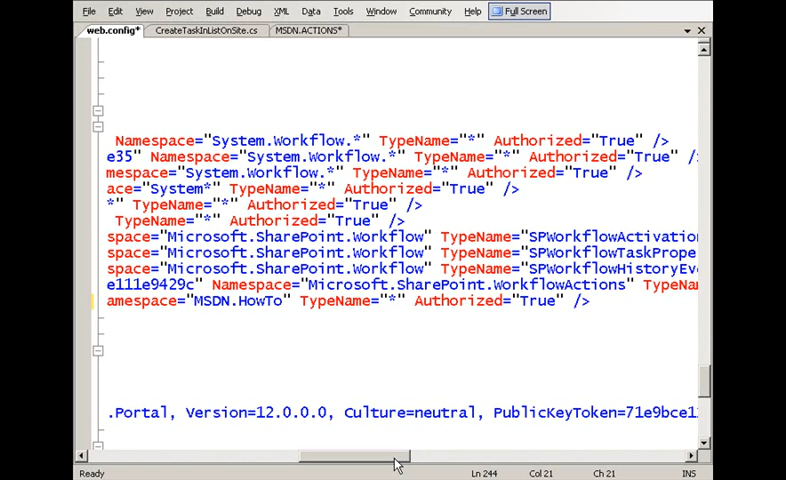 File Edit View Project Build Debug XML Data Tools Window Community Help Full Screen
web.config* CreateTaskInListOnSite.cs MSDN.ACTIONS*
Namespace="System.Workflow.*" TypeName="*" Authorized="True" />
e35" Namespace="System.Workflow.*" TypeName="*" Authorized="True" /
mespace="System.Workflow.*" TypeName="*" Authorized="True" />
ace="System*" TypeName="*" Authorized="True" />
*" TypeName="*" Authorized="True" />
TypeName="*" Authorized="True" />
space="Microsoft.SharePoint.Workflow" TypeName="SPWorkflowActivatio
space="Microsoft.SharePoint.Workflow" TypeName="SPWorkflowTaskPrope
space="Microsoft.SharePoint.Workflow" TypeName="SPWorkflowHistoryEv
e111e9429c" Namespace="Microsoft.SharePoint.WorkflowActions" TypeNa
amespace="MSDN.HowTo" TypeName="*" Authorized="True" />
.Portal, Version=12.0.0.0, Culture=neutral, PublicKeyToken=71e9bce1
Ready Ln 244 Col 21 Ch 21 INS